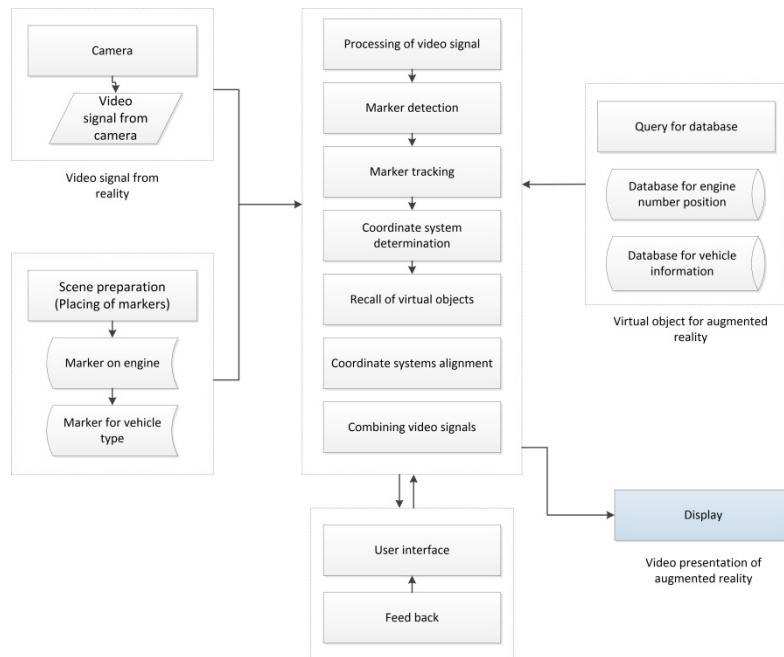 Camera
Video
signal from
camera
Video signal from
reality
Scene preparation
(Placing of markers)
Marker on engine
Marker for vehicle
type
Processing of video signal
Marker detection
Marker tracking
Coordinate system
determination
Recall of virtual objects
Coordinate systems alignment
Combining video signals
User interface
Feed back
Query for database
Database for engine
number position
Database for vehicle
information
Virtual object for augmented
reality
Display
Video presentation of
augmented reality